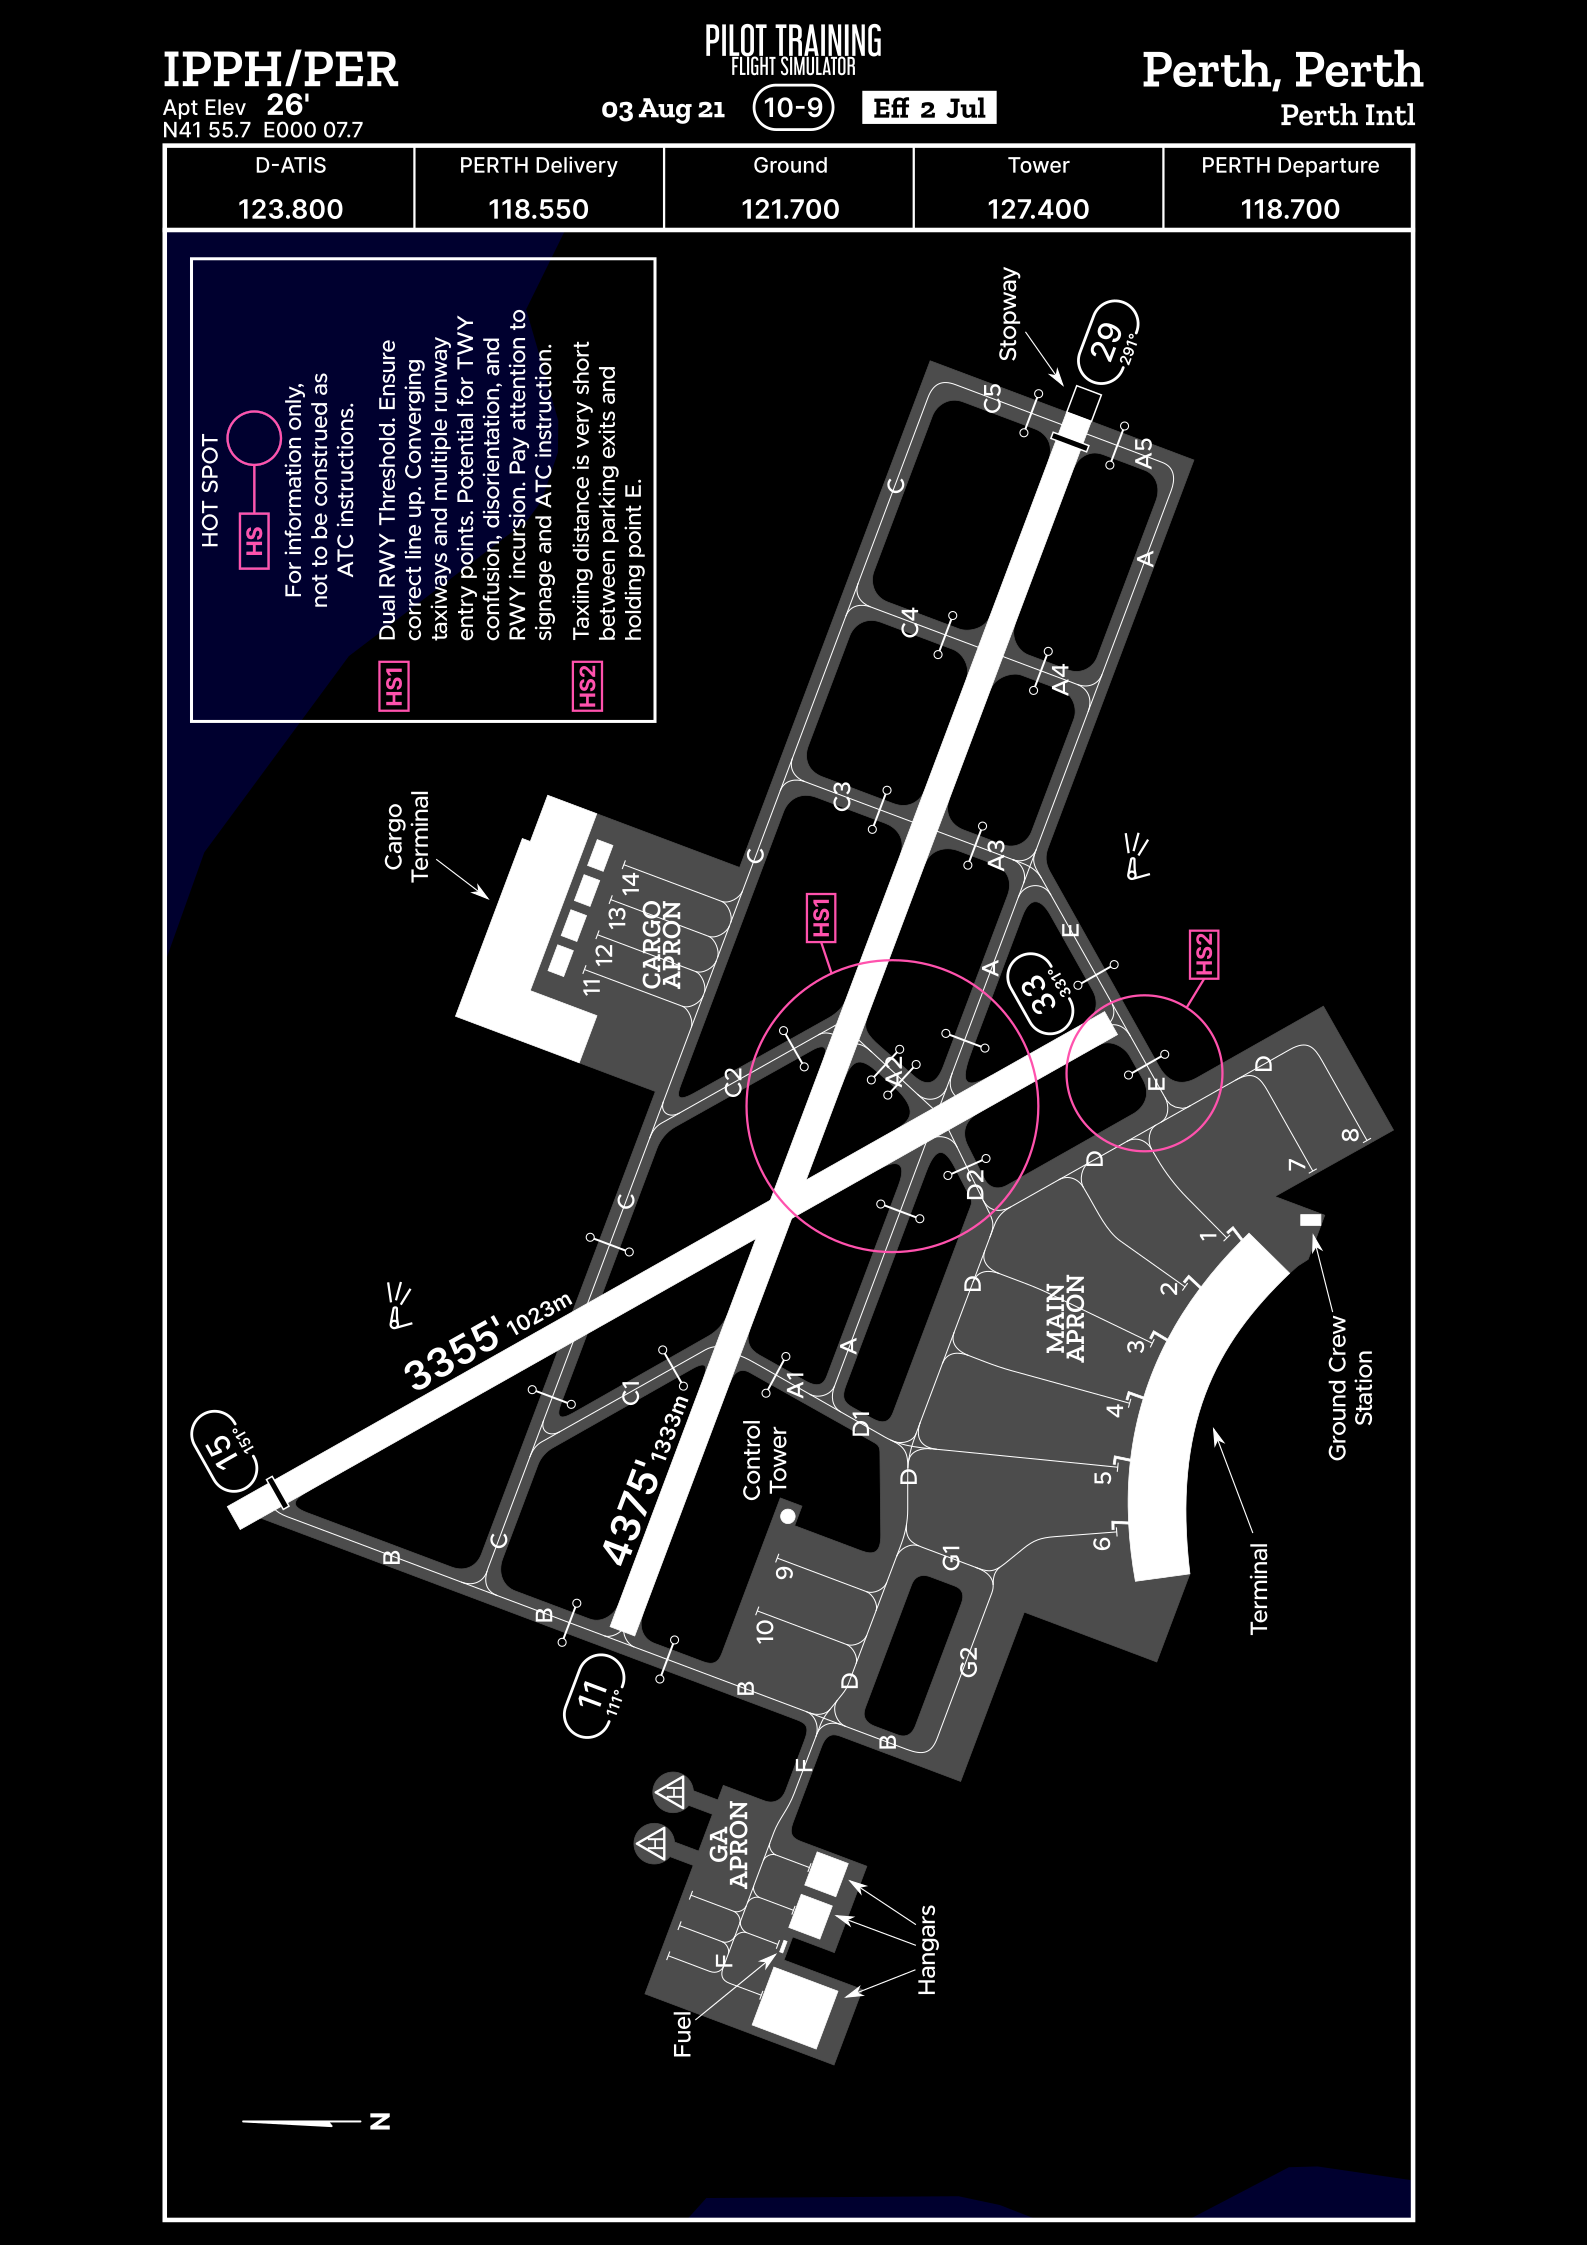 IPPH/PER
Apt Elev 26'
N41 55.7 E000 07.7
PILOT TRAINING
FLIGHT SIMULATOR
03 Aug 21
10-9
Eff 2 Jul
Perth, Perth
Perth Intl
D-ATIS
123.800
PERTH Delivery
118.550
Ground
121.700
Tower
127.400
PERTH Departure
118.700
HOT SPOT
HS
For information only,
not to be construed as
ATC instructions.
HS1
Dual RWY Threshold. Ensure
correct line up. Converging
taxiways and multiple runway
entry points. Potential for TWY
confusion, disorientation, and
RWY incursion. Pay attention to
signage and ATC instruction.
HS2
Taxiing distance is very short
between parking exits and
holding point E.
Stopway
29
291°
C5
A5
C
A
C4
A4
C3
A3
C
Cargo
Terminal
14
13
12
11
CARGO
APRON
HS1
E
A
33
331°
HS2
C2
A2
E
D
8
7
D
D2
C
1
2
3
4
5
6
D
MAIN
APRON
Ground Crew
Station
3355' 1023m
A
C1
A1
D1
15
151°
4375' 1333m
Control
Tower
D
C
B
B
9
10
G1
G2
Terminal
11
111°
B
D
B
F
GA
APRON
H
H
F
Fuel
Hangars
N